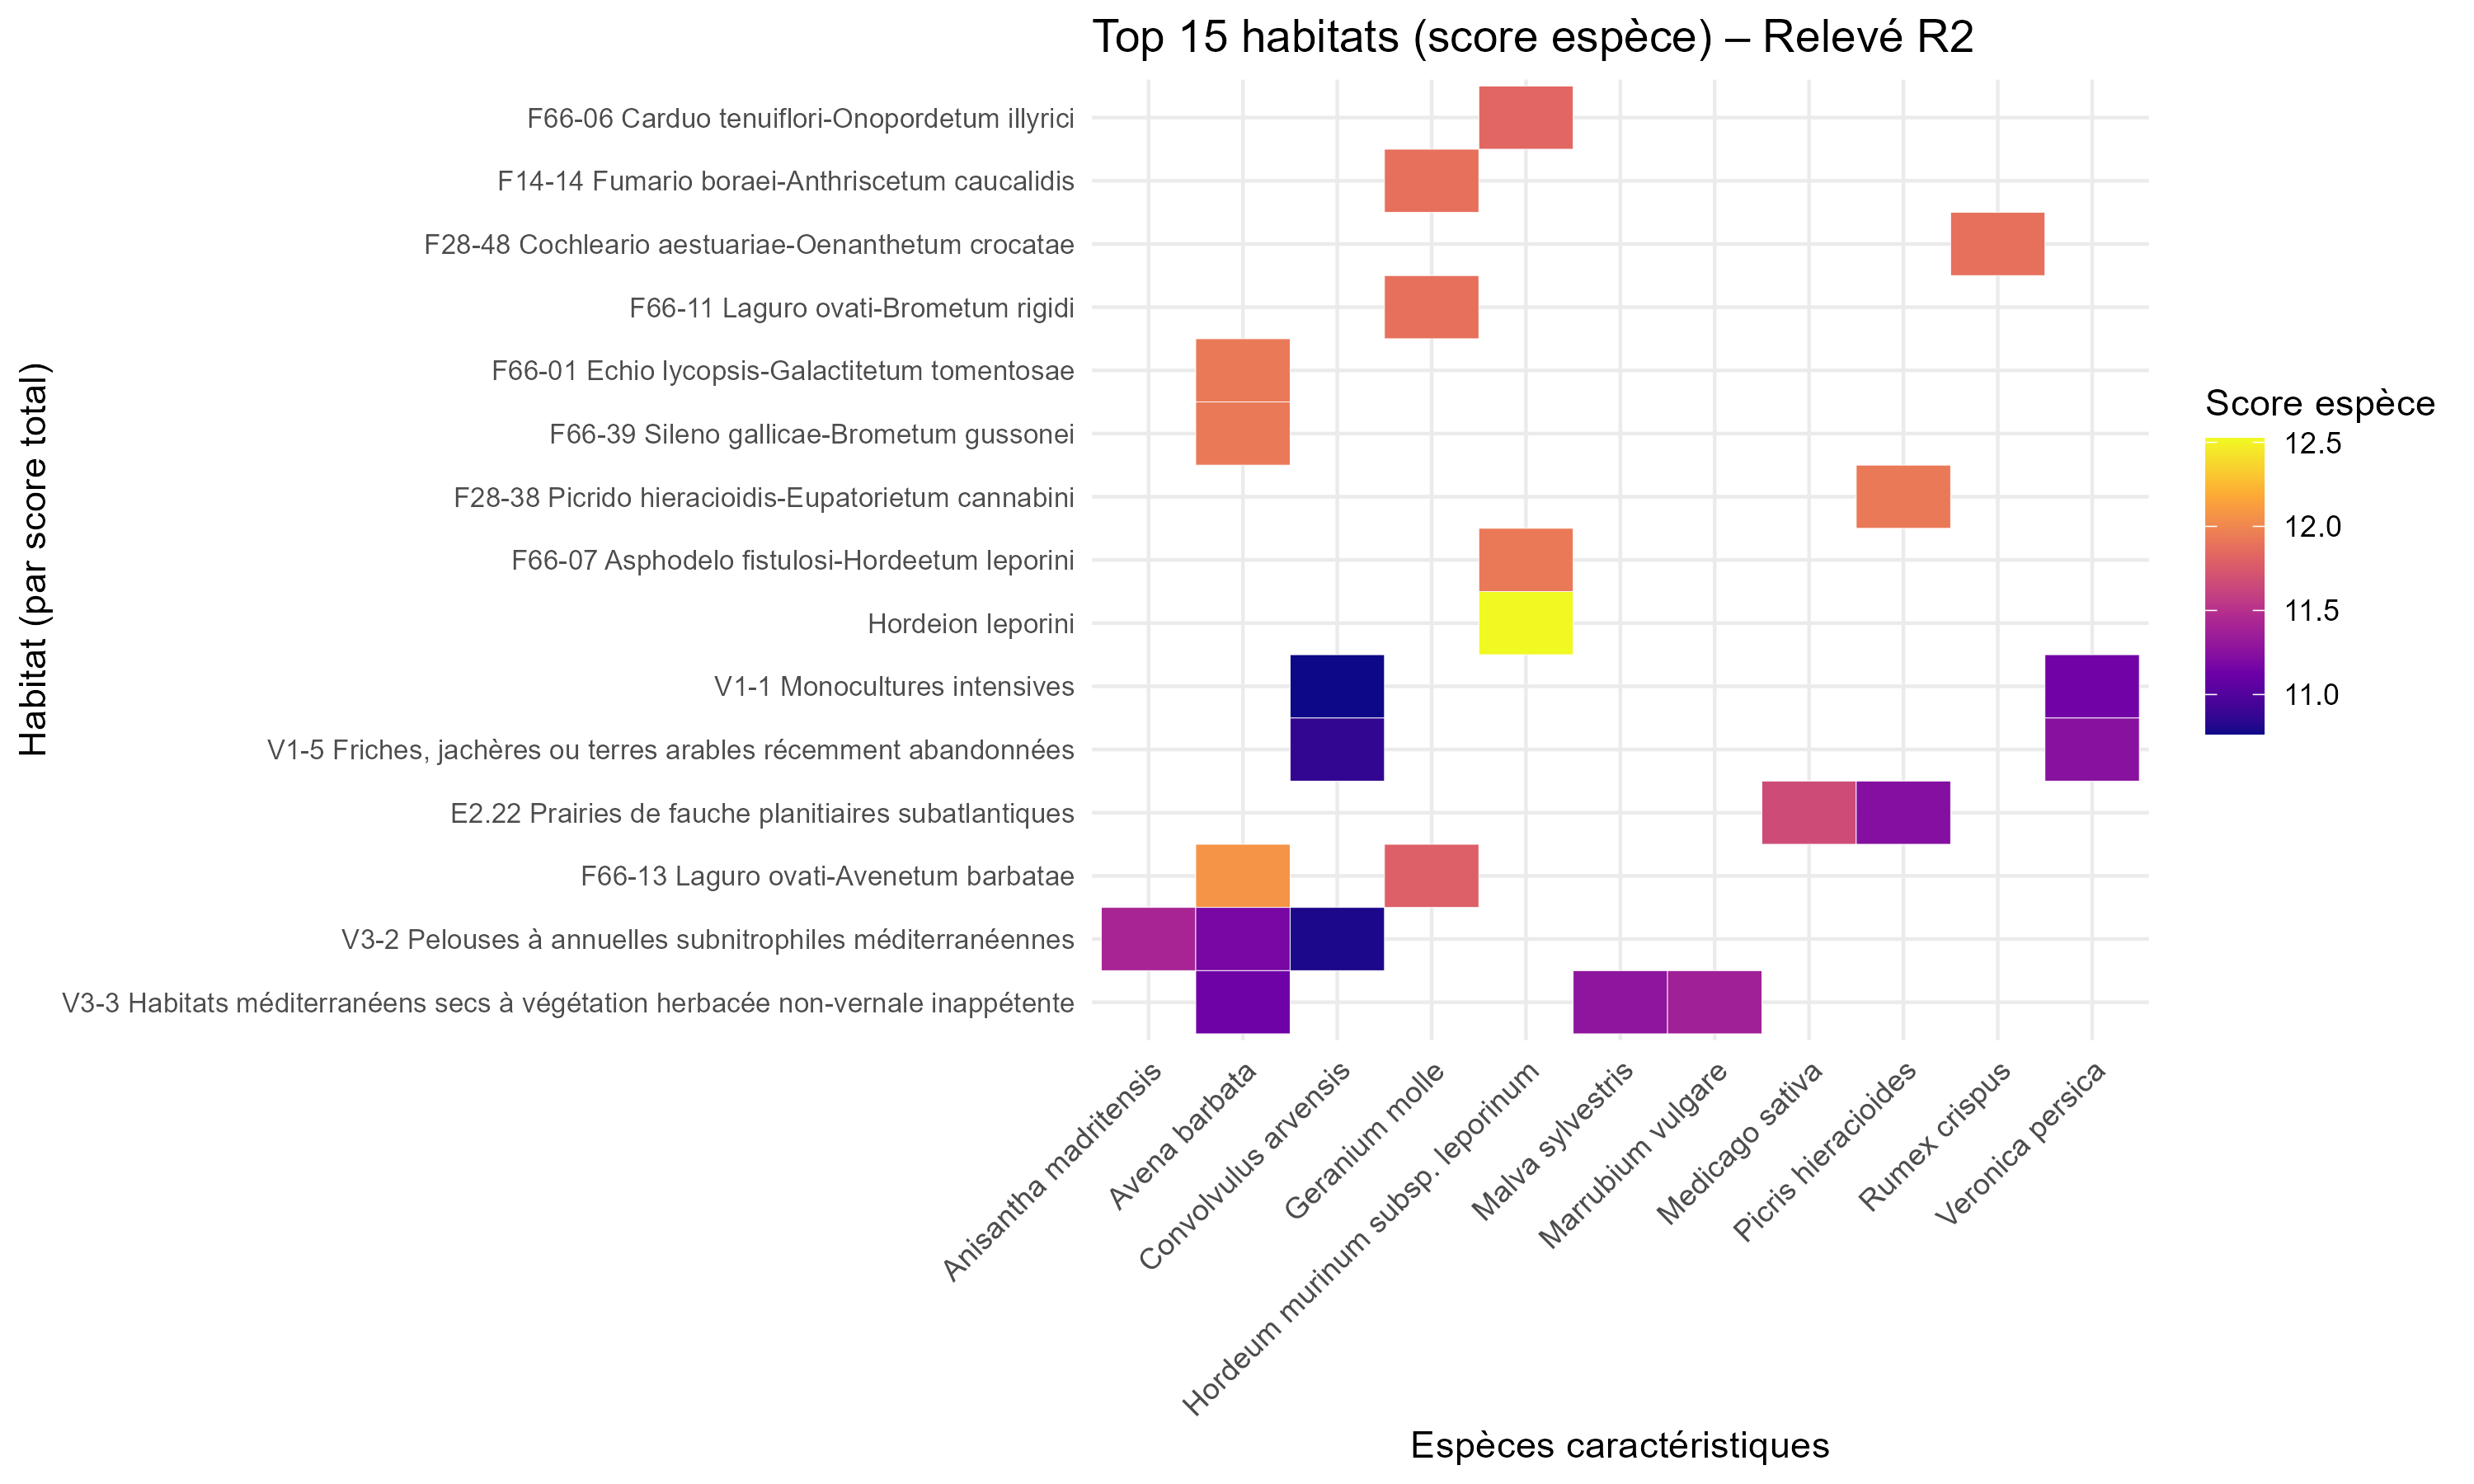 Top 15 habitats (score espèce) – Relevé R2
Habitat (par score total)
F66-06 Carduo tenuiflori-Onopordetum illyrici
F14-14 Fumario boraei-Anthriscetum caucalidis
F28-48 Cochleario aestuariae-Oenanthetum crocatae
F66-11 Laguro ovati-Brometum rigidi
F66-01 Echio lycopsis-Galactitetum tomentosae
F66-39 Sileno gallicae-Brometum gussonei
F28-38 Picrido hieracioidis-Eupatorietum cannabini
F66-07 Asphodelo fistulosi-Hordeetum leporini
Hordeion leporini
V1-1 Monocultures intensives
V1-5 Friches, jachères ou terres arables récemment abandonnées
E2.22 Prairies de fauche planitiaires subatlantiques
F66-13 Laguro ovati-Avenetum barbatae
V3-2 Pelouses à annuelles subnitrophiles méditerranéennes
V3-3 Habitats méditerranéens secs à végétation herbacée non-vernale inappétente
Anisantha madritensis
Avena barbata
Convolvulus arvensis
Geranium molle
Hordeum murinum subsp. leporinum
Malva sylvestris
Marrubium vulgare
Medicago sativa
Picris hieracioides
Rumex crispus
Veronica persica
Espèces caractéristiques
Score espèce
12.5
12.0
11.5
11.0